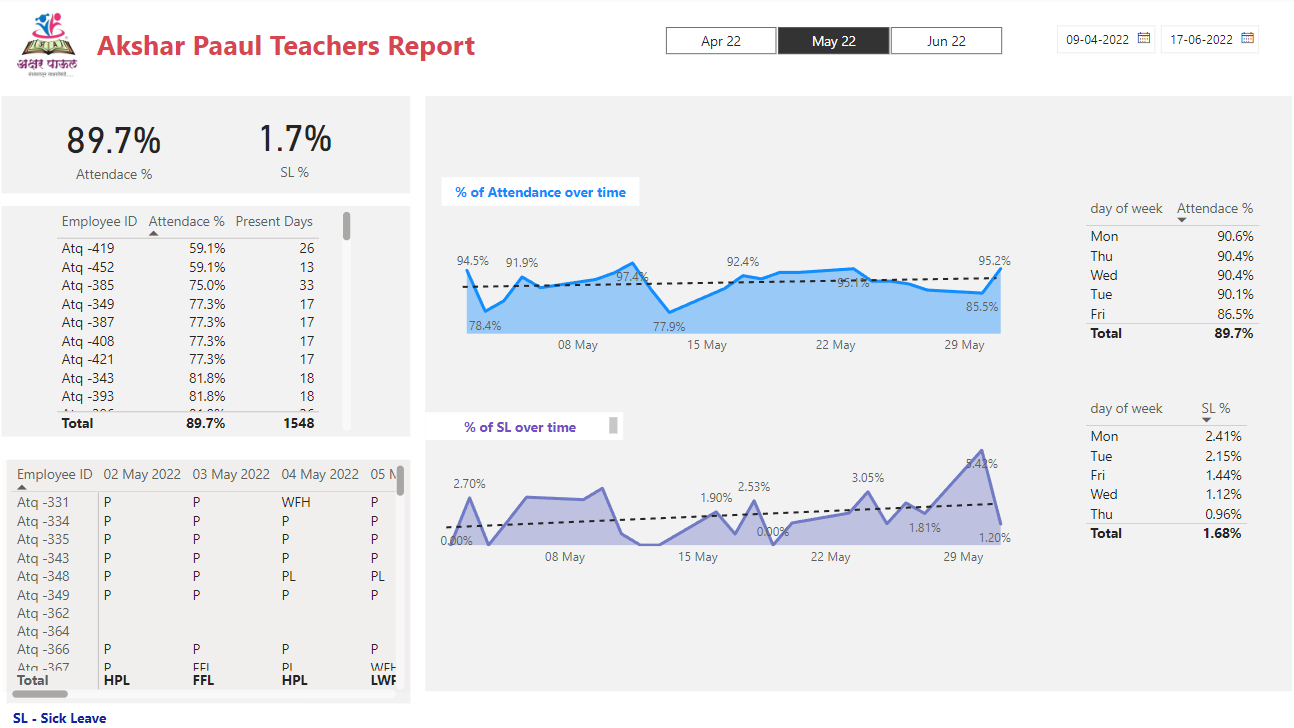 अक्षर पाऊल
Akshar Paaul Teachers Report
Apr 22 May 22 Jun 22
09-04-2022 17-06-2022
89.7% 1.7%
Attendace % SL %
Employee ID Attendace % Present Days
Atq -419 59.1% 26
Atq -452 59.1% 13
Atq -385 75.0% 33
Atq -349 77.3% 17
Atq -387 77.3% 17
Atq -408 77.3% 17
Atq -421 77.3% 17
Atq -343 81.8% 18
Atq -393 81.8% 18
Total 89.7% 1548
Employee ID 02 May 2022 03 May 2022 04 May 2022 05 M
Atq -331 P P WFH P
Atq -334 P P P P
Atq -335 P P P P
Atq -343 P P P P
Atq -348 P P PL PL
Atq -349 P P P P
Atq -362
Atq -364
Atq -366 P P P P
Atq -367 P FFL PL WFH
Total HPL FFL HPL LWP
SL - Sick Leave
% of Attendance over time
94.5% 91.9% 97.4% 92.4% 95.1% 95.2%
78.4% 77.9% 85.5%
08 May 15 May 22 May 29 May
% of SL over time
2.70% 1.90% 2.53% 3.05% 5.42%
0.00% 0.00% 1.81% 1.20%
08 May 15 May 22 May 29 May
day of week Attendace %
Mon 90.6%
Thu 90.4%
Wed 90.4%
Tue 90.1%
Fri 86.5%
Total 89.7%
day of week SL %
Mon 2.41%
Tue 2.15%
Fri 1.44%
Wed 1.12%
Thu 0.96%
Total 1.68%